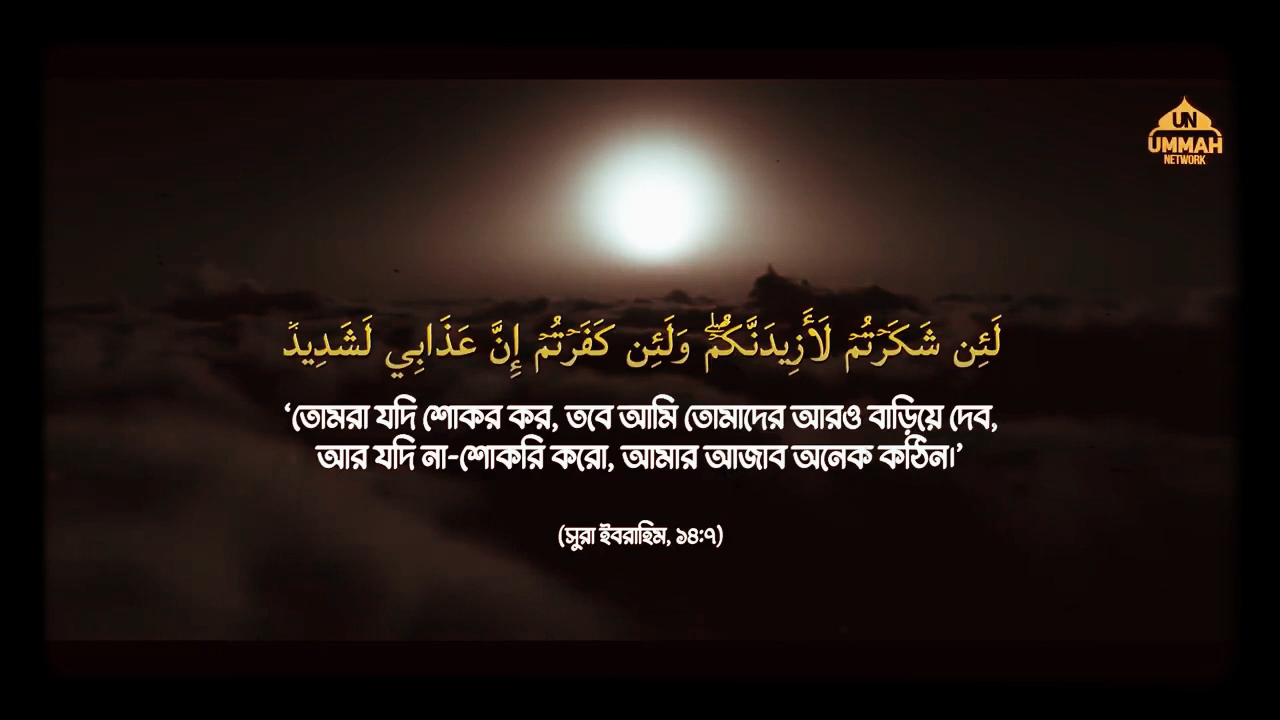 UN
UMMAH
NETWORK
لَئِن شَكَرۡتُمۡ لَأَزِيدَنَّكُمۡۖ وَلَئِن كَفَرۡتُمۡ إِنَّ عَذَابِي لَشَدِيدٞ
‘তোমরা যদি শোকর কর, তবে আমি তোমাদের আরও বাড়িয়ে দেব,
আর যদি না-শোকরি করো, আমার আজাব অনেক কঠিন।’
(সুরা ইবরাহিম, ১৪:৭)